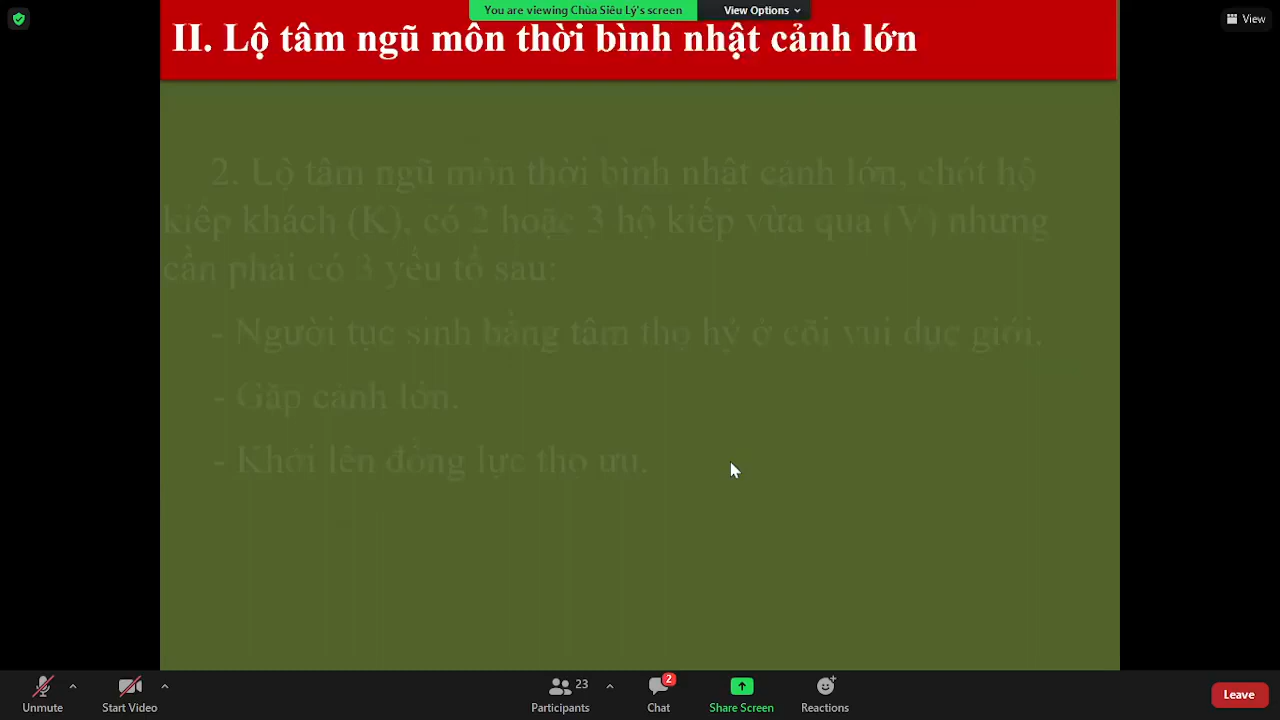 You are viewing Chùa Siêu Lý's screen
View Options
View
II. Lộ tâm ngũ môn thời bình nhật cảnh lớn
2. Lộ tâm ngũ môn thời bình nhật cảnh lớn, chót hộ
kiếp khách (K), có 2 hoặc 3 hộ kiếp vừa qua (V) nhưng
cần phải có 3 yếu tố sau:
- Người tục sinh bằng tâm thọ hỷ ở cõi vui dục giới.
- Gặp cảnh lớn.
- Khởi lên đổng lực thọ ưu.
Unmute
Start Video
23
Participants
2
Chat
Share Screen
Reactions
Leave